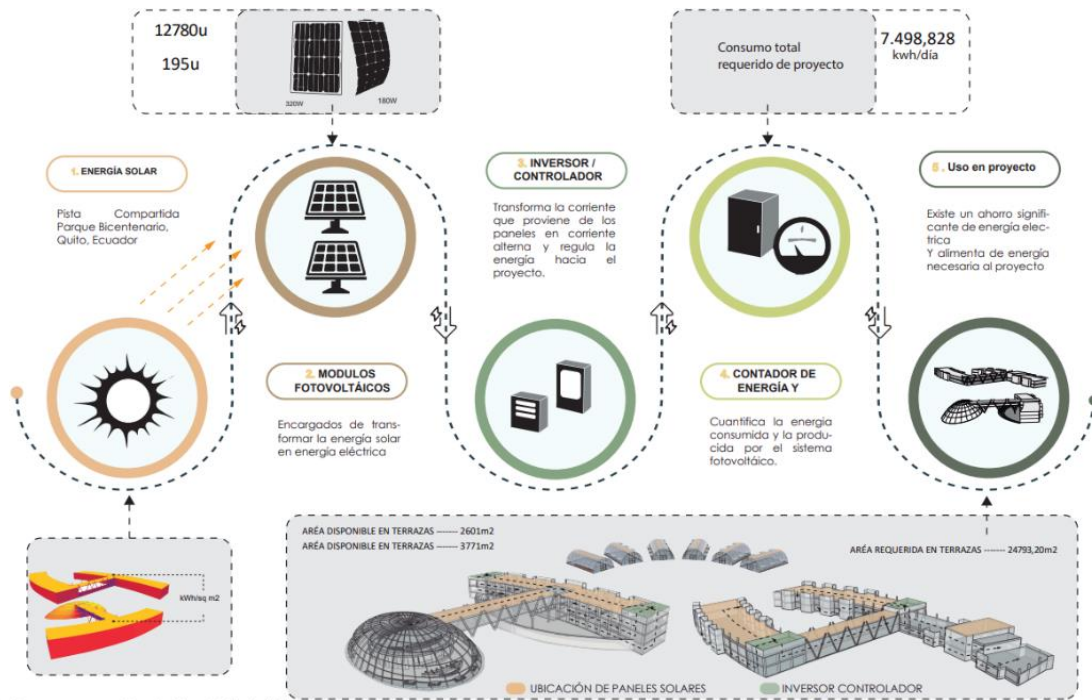 12780u
195u
320W
180W
Consumo total
requerido de proyecto
7.498,828
kwh/día
1. ENERGÍA SOLAR
Pista Compartida
Parque Bicentenario,
Quito, Ecuador
2. MODULOS
FOTOVOLTÁICOS
Encargados de trans-
formar la energía solar
en energía eléctrica
3. INVERSOR /
CONTROLADOR
Transforma la corriente
que proviene de los
paneles en corriente
alterna y regula la
energía hacia el
proyecto.
4. CONTADOR DE
ENERGÍA Y
Cuantifica la energia
consumida y la produ-
cida por el sistema
fotovoltáico.
5 . Uso en proyecto
Existe un ahorro signifi-
cante de energía elec-
trica
Y alimenta de energía
necesaria al proyecto
kWh/sq m2
ARÉA DISPONIBLE EN TERRAZAS -------- 2601m2
ARÉA DISPONIBLE EN TERRAZAS -------- 3771m2
ARÉA REQUERIDA EN TERRAZAS ------- 24793,20m2
UBICACIÓN DE PANELES SOLARES
INVERSOR CONTROLADOR